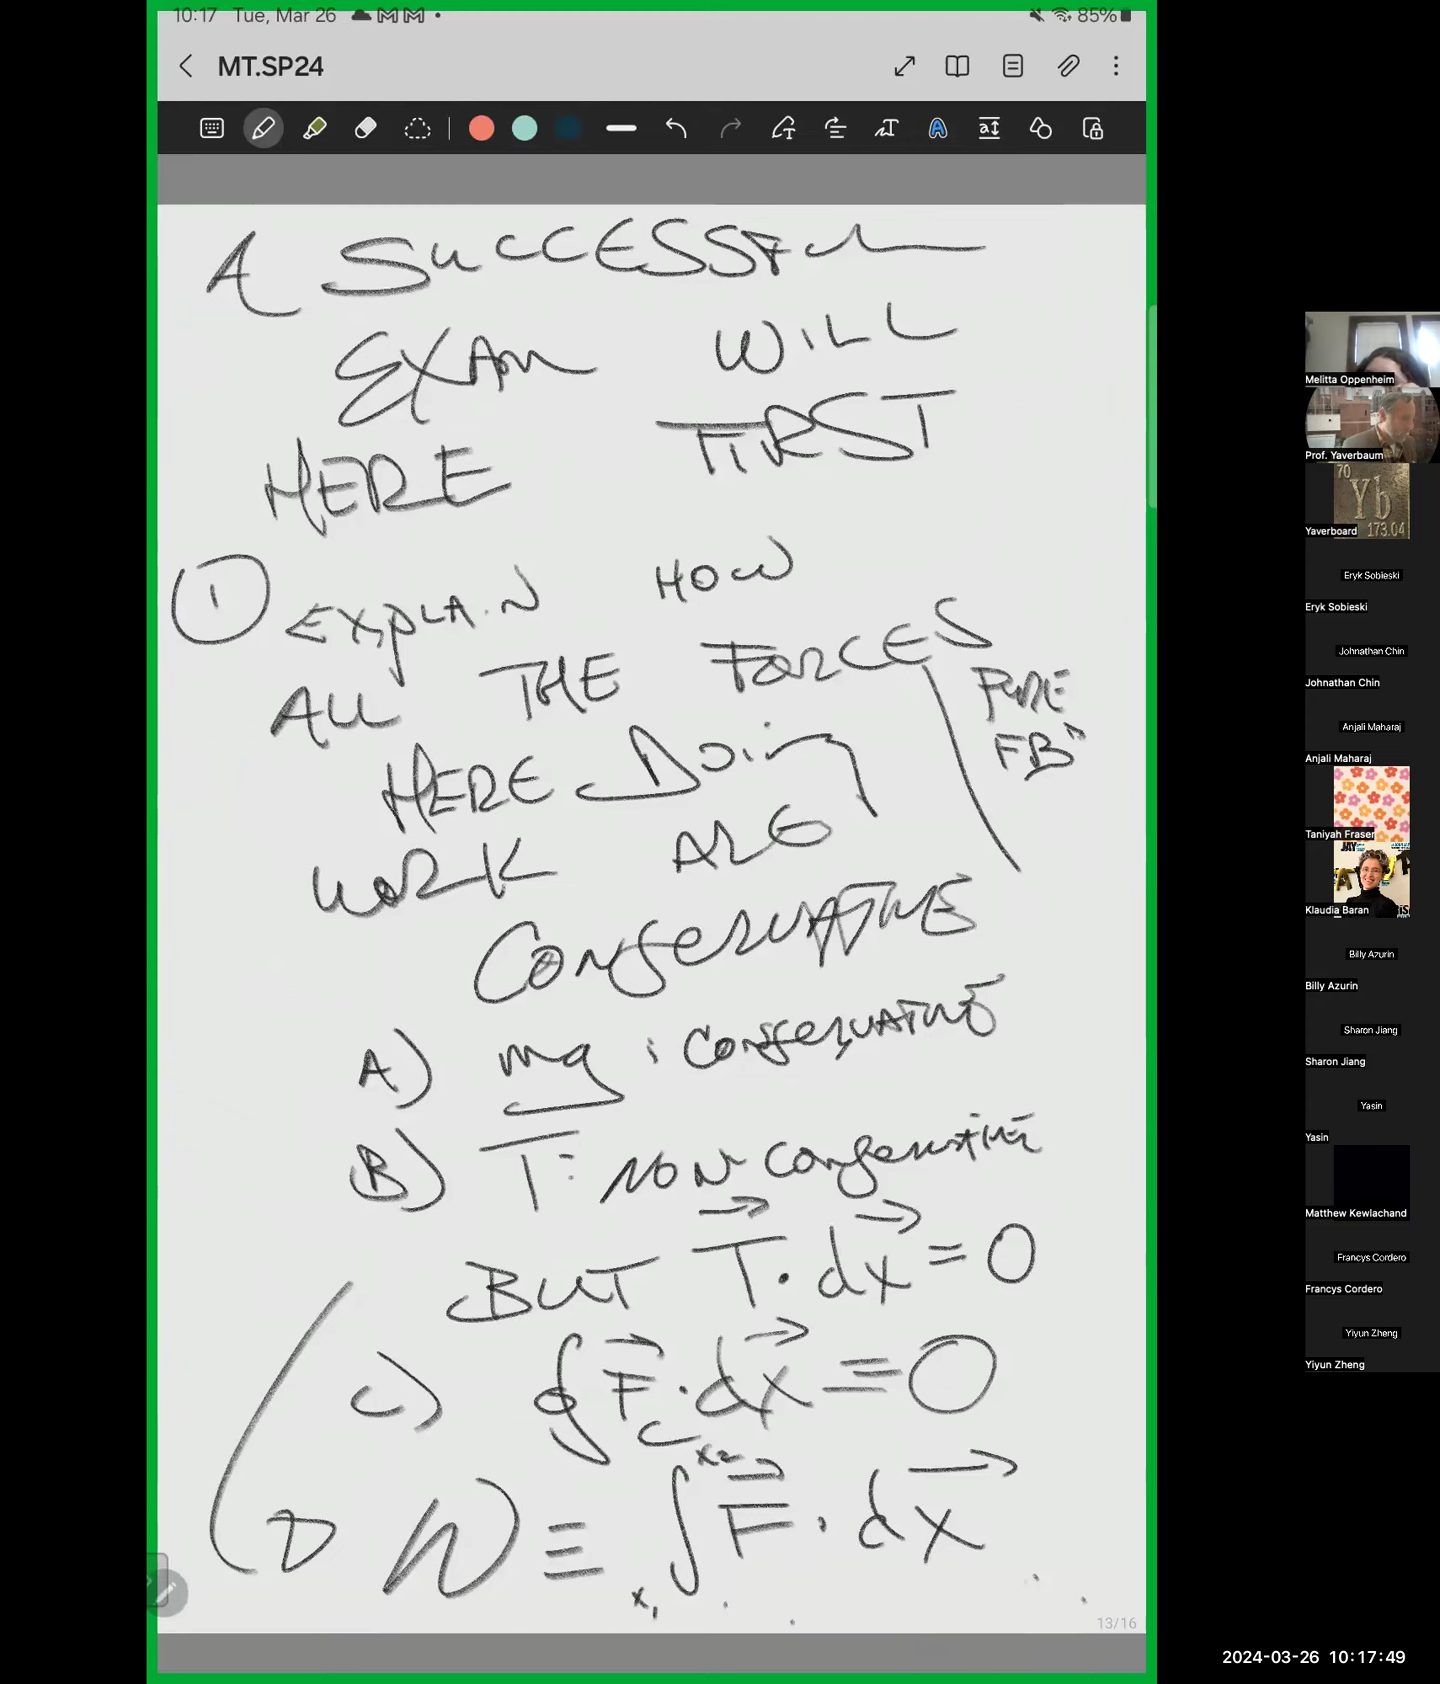 10:17 Tue, Mar 26
85%
MT.SP24
A SUCCESSFUL
EXAM WILL
HERE FIRST
1 EXPLAIN HOW
ALL THE FORCES
HERE DOING
WORK ARE
CONSERVATIVE
PURE
FB"
A) mg : CONSERVATIVE
B) T: NON CONSERVATIVE
BUT T⃗ · dx⃗ = 0
C) ∮ F⃗c · dx⃗ = 0
W ≡ ∫ x₁ x₂ F⃗ · dx⃗
13/16
Melitta Oppenheim
Prof. Yaverbaum
70
Yb
173.04
Yaverboard
Eryk Sobieski
Eryk Sobieski
Johnathan Chin
Johnathan Chin
Anjali Maharaj
Anjali Maharaj
Taniyah Fraser
JAY
Klaudia Baran
Billy Azurin
Billy Azurin
Sharon Jiang
Sharon Jiang
Yasin
Yasin
Matthew Kewlachand
Francys Cordero
Francys Cordero
Yiyun Zheng
Yiyun Zheng
2024-03-26 10:17:49